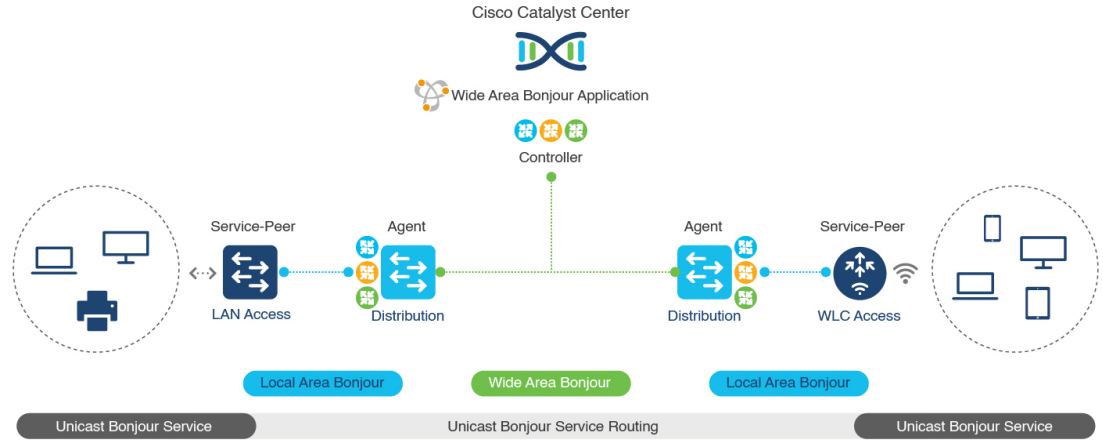 Cisco Catalyst Center
Wide Area Bonjour Application
Controller
Service-Peer
Agent
Agent
Service-Peer
LAN Access
Distribution
Distribution
WLC Access
Local Area Bonjour
Wide Area Bonjour
Local Area Bonjour
Unicast Bonjour Service
Unicast Bonjour Service Routing
Unicast Bonjour Service